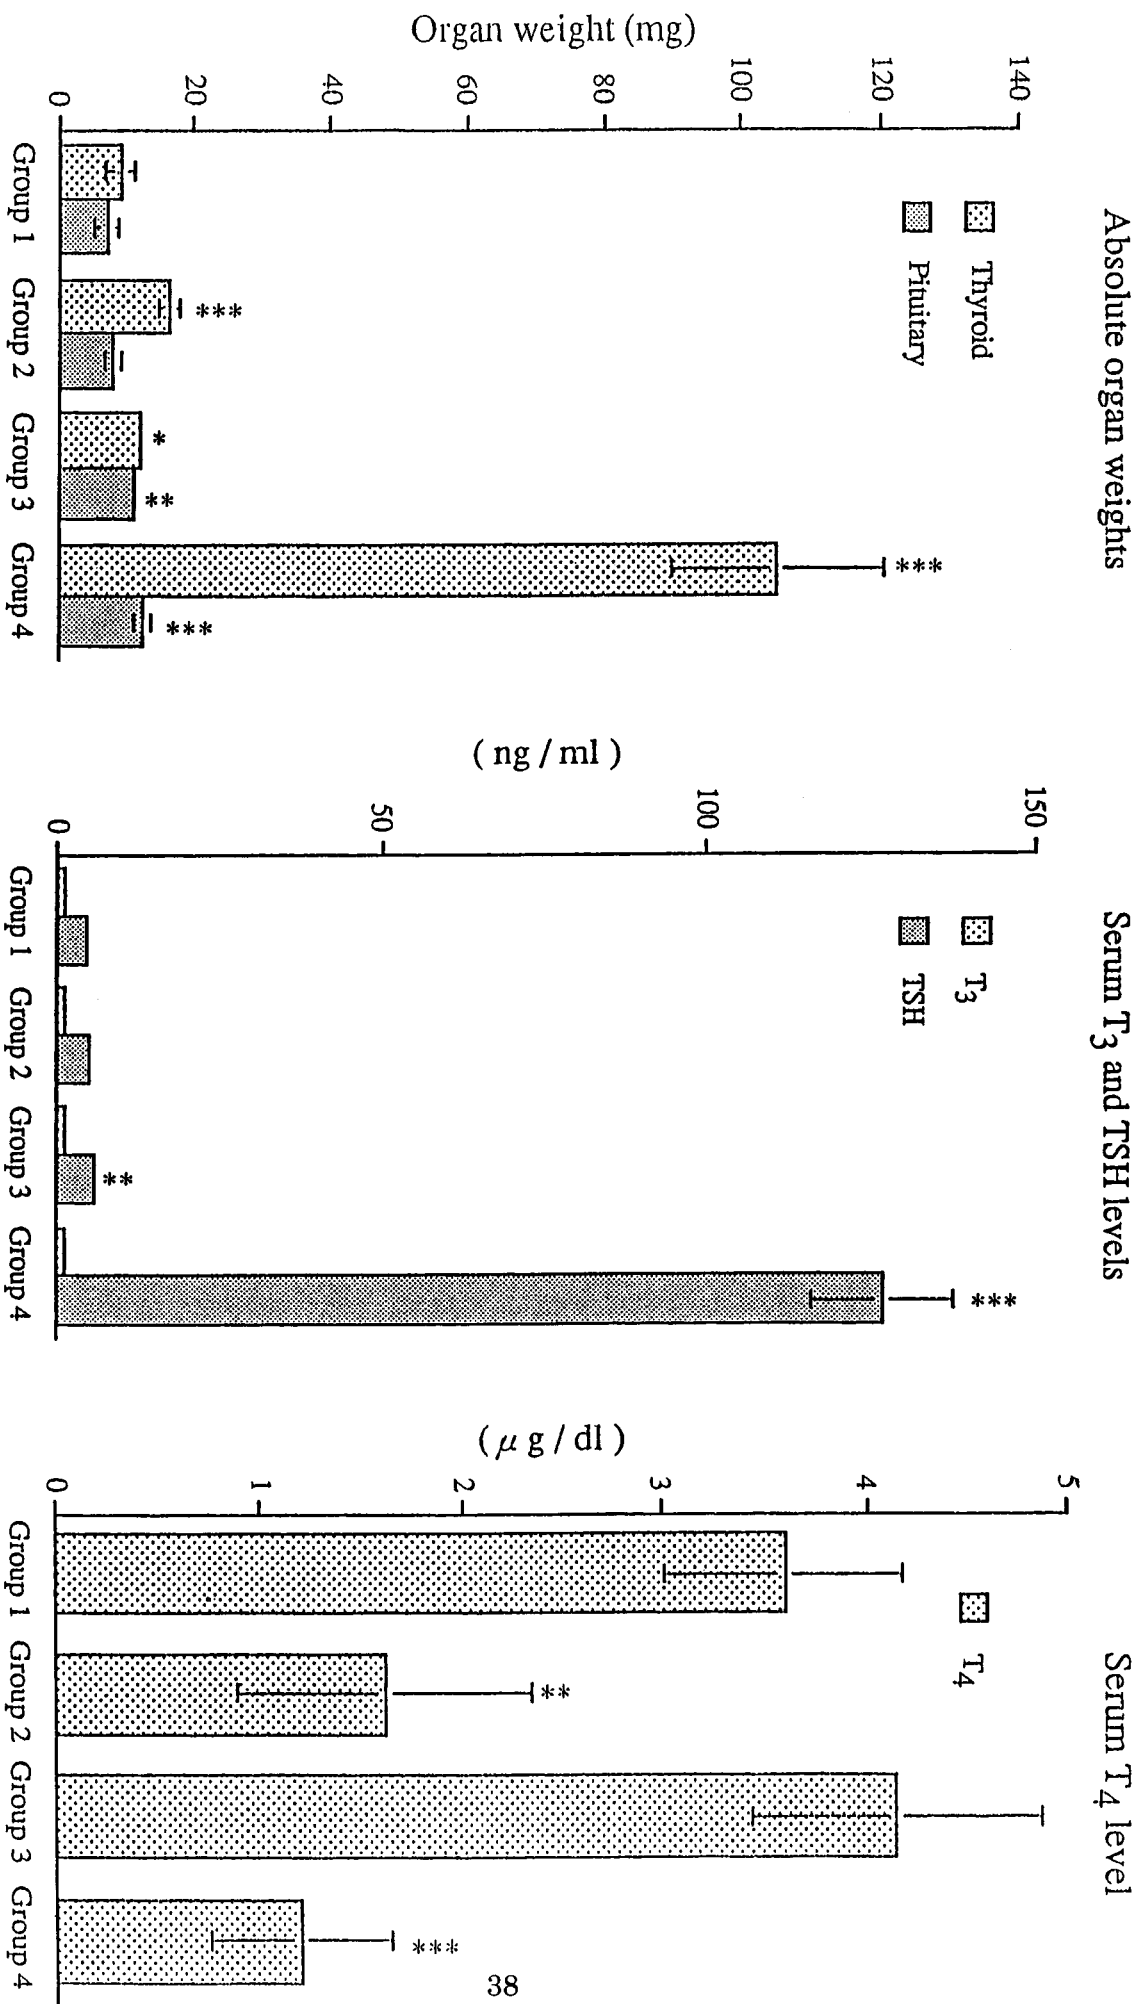 Absolute organ weights
Organ weight (mg)
140
120
100
80
60
40
20
0
Thyroid
Pituitary
***
*
**
***
***
Group 1
Group 2
Group 3
Group 4
Serum T3 and TSH levels
( ng / ml )
150
100
50
0
T3
TSH
**
***
Group 1
Group 2
Group 3
Group 4
Serum T4 level
( μ g / dl )
5
4
3
2
1
0
T4
**
***
Group 1
Group 2
Group 3
Group 4
38